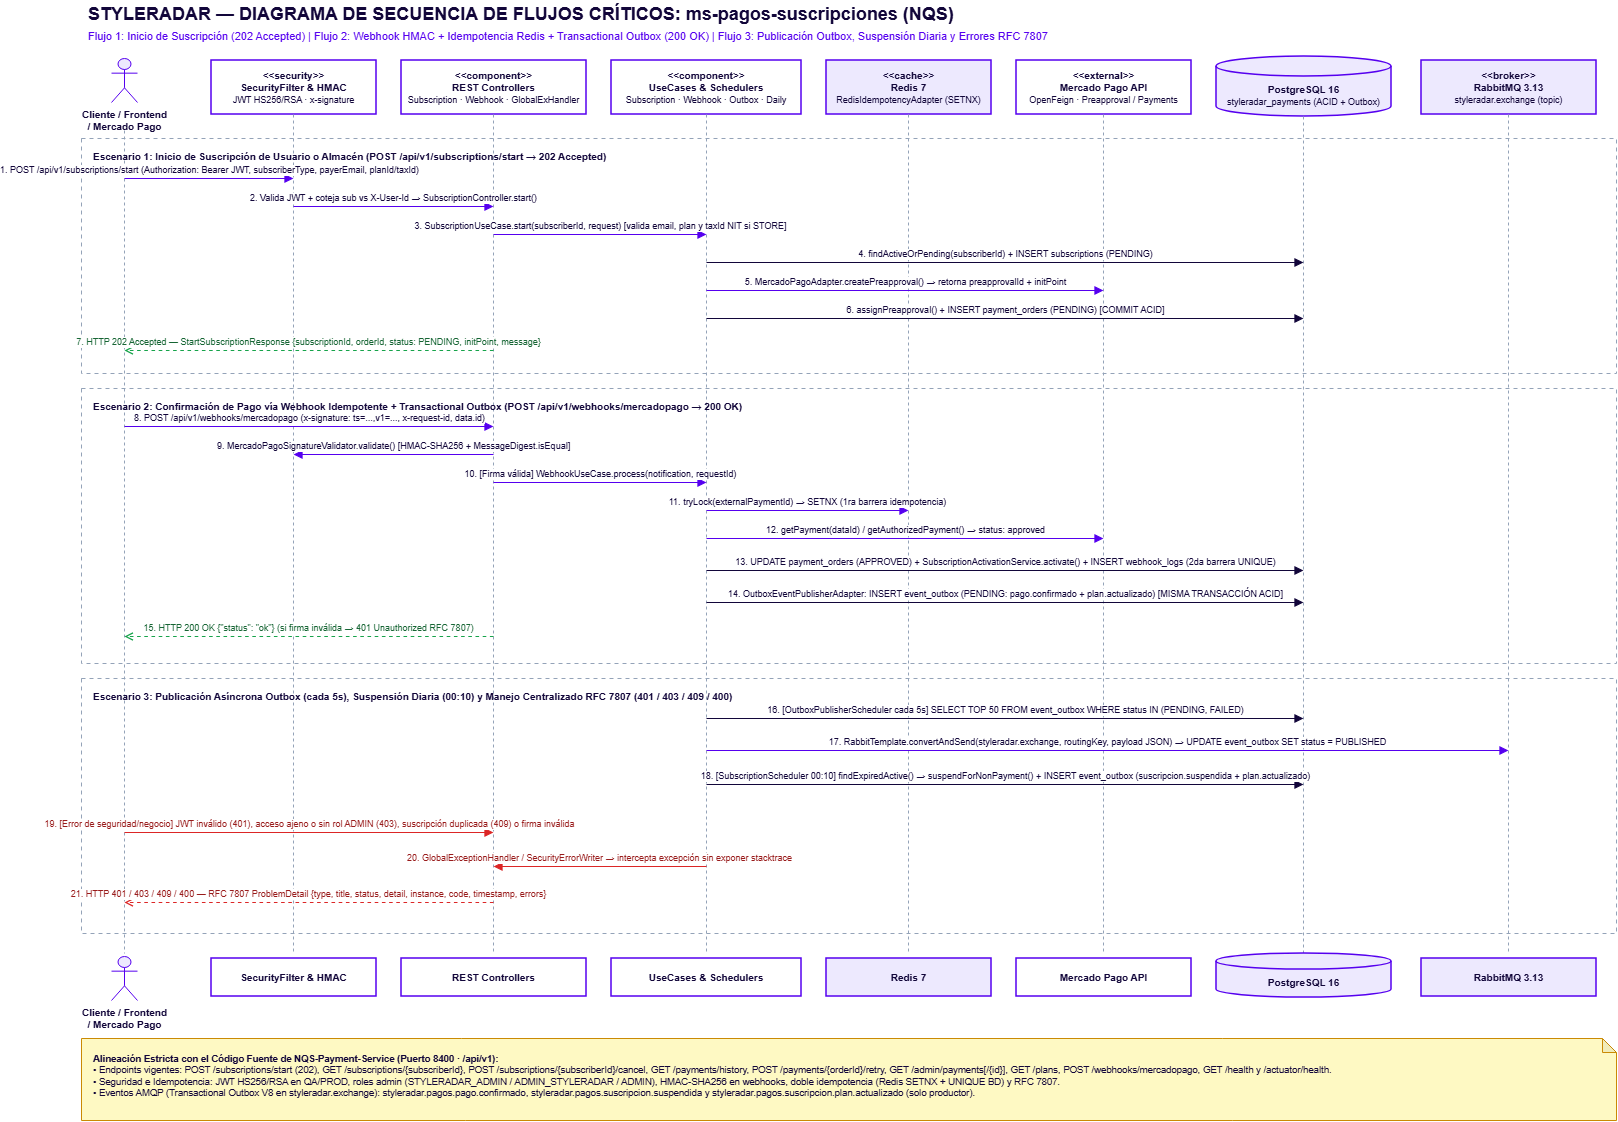 STYLERADAR — DIAGRAMA DE SECUENCIA DE FLUJOS CRÍTICOS: ms-pagos-suscripciones (NQS)
Flujo 1: Inicio de Suscripción (202 Accepted) | Flujo 2: Webhook HMAC + Idempotencia Redis + Transactional Outbox (200 OK) | Flujo 3: Publicación Outbox, Suspensión Diaria y Errores RFC 7807
Cliente / Frontend
/ Mercado Pago
<<security>>
SecurityFilter & HMAC
JWT HS256/RSA · x-signature
<<component>>
REST Controllers
Subscription · Webhook · GlobalExHandler
<<component>>
UseCases & Schedulers
Subscription · Webhook · Outbox · Daily
<<cache>>
Redis 7
RedisIdempotencyAdapter (SETNX)
<<external>>
Mercado Pago API
OpenFeign · Preapproval / Payments
PostgreSQL 16
styleradar_payments (ACID + Outbox)
<<broker>>
RabbitMQ 3.13
styleradar.exchange (topic)
Escenario 1: Inicio de Suscripción de Usuario o Almacén (POST /api/v1/subscriptions/start → 202 Accepted)
1. POST /api/v1/subscriptions/start (Authorization: Bearer JWT, subscriberType, payerEmail, planId/taxId)
2. Valida JWT + coteja sub vs X-User-Id → SubscriptionController.start()
3. SubscriptionUseCase.start(subscriberId, request) [valida email, plan y taxId NIT si STORE]
4. findActiveOrPending(subscriberId) + INSERT subscriptions (PENDING)
5. MercadoPagoAdapter.createPreapproval() → retorna preapprovalId + initPoint
6. assignPreapproval() + INSERT payment_orders (PENDING) [COMMIT ACID]
7. HTTP 202 Accepted — StartSubscriptionResponse {subscriptionId, orderId, status: PENDING, initPoint, message}
Escenario 2: Confirmación de Pago vía Webhook Idempotente + Transactional Outbox (POST /api/v1/webhooks/mercadopago → 200 OK)
8. POST /api/v1/webhooks/mercadopago (x-signature: ts=...,v1=..., x-request-id, data.id)
9. MercadoPagoSignatureValidator.validate() [HMAC-SHA256 + MessageDigest.isEqual]
10. [Firma válida] WebhookUseCase.process(notification, requestId)
11. tryLock(externalPaymentId) → SETNX (1ra barrera idempotencia)
12. getPayment(dataId) / getAuthorizedPayment() → status: approved
13. UPDATE payment_orders (APPROVED) + SubscriptionActivationService.activate() + INSERT webhook_logs (2da barrera UNIQUE)
14. OutboxEventPublisherAdapter: INSERT event_outbox (PENDING: pago.confirmado + plan.actualizado) [MISMA TRANSACCIÓN ACID]
15. HTTP 200 OK {"status": "ok"} (si firma inválida → 401 Unauthorized RFC 7807)
Escenario 3: Publicación Asíncrona Outbox (cada 5s), Suspensión Diaria (00:10) y Manejo Centralizado RFC 7807 (401 / 403 / 409 / 400)
16. [OutboxPublisherScheduler cada 5s] SELECT TOP 50 FROM event_outbox WHERE status IN (PENDING, FAILED)
17. RabbitTemplate.convertAndSend(styleradar.exchange, routingKey, payload JSON) → UPDATE event_outbox SET status = PUBLISHED
18. [SubscriptionScheduler 00:10] findExpiredActive() → suspendForNonPayment() + INSERT event_outbox (suscripcion.suspendida + plan.actualizado)
19. [Error de seguridad/negocio] JWT inválido (401), acceso ajeno o sin rol ADMIN (403), suscripción duplicada (409) o firma inválida
20. GlobalExceptionHandler / SecurityErrorWriter → intercepta excepción sin exponer stacktrace
21. HTTP 401 / 403 / 409 / 400 — RFC 7807 ProblemDetail {type, title, status, detail, instance, code, timestamp, errors}
Cliente / Frontend
/ Mercado Pago
SecurityFilter & HMAC
REST Controllers
UseCases & Schedulers
Redis 7
Mercado Pago API
PostgreSQL 16
RabbitMQ 3.13
Alineación Estricta con el Código Fuente de NQS-Payment-Service (Puerto 8400 · /api/v1):
• Endpoints vigentes: POST /subscriptions/start (202), GET /subscriptions/{subscriberId}, POST /subscriptions/{subscriberId}/cancel, GET /payments/history, POST /payments/{orderId}/retry, GET /admin/payments[/{id}], GET /plans, POST /webhooks/mercadopago, GET /health y /actuator/health.
• Seguridad e Idempotencia: JWT HS256/RSA en QA/PROD, roles admin (STYLERADAR_ADMIN / ADMIN_STYLERADAR / ADMIN), HMAC-SHA256 en webhooks, doble idempotencia (Redis SETNX + UNIQUE BD) y RFC 7807.
• Eventos AMQP (Transactional Outbox V8 en styleradar.exchange): styleradar.pagos.pago.confirmado, styleradar.pagos.suscripcion.suspendida y styleradar.pagos.suscripcion.plan.actualizado (solo productor).